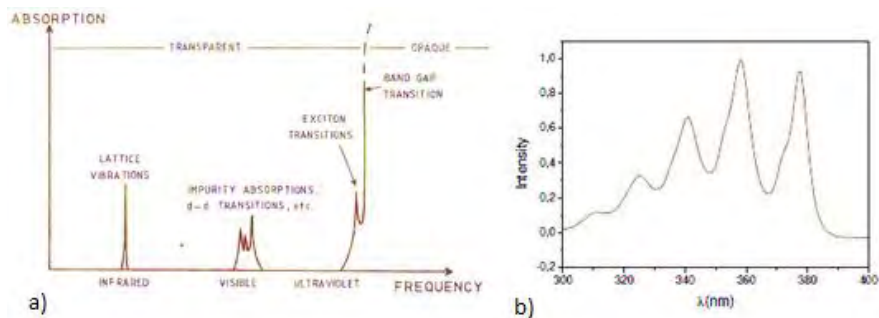 ABSORPTION
TRANSPARENT
OPAQUE
BAND GAP
TRANSITION
EXCITON
TRANSITIONS
LATTICE
VIBRATIONS
IMPURITY ABSORPTIONS,
d-d TRANSITIONS, etc.
INFRARED
VISIBLE
ULTRAVIOLET
FREQUENCY
a)
1,0
0,8
0,6
0,4
0,2
0,0
-0,2
Intensity
300
320
340
360
380
400
λ(nm)
b)